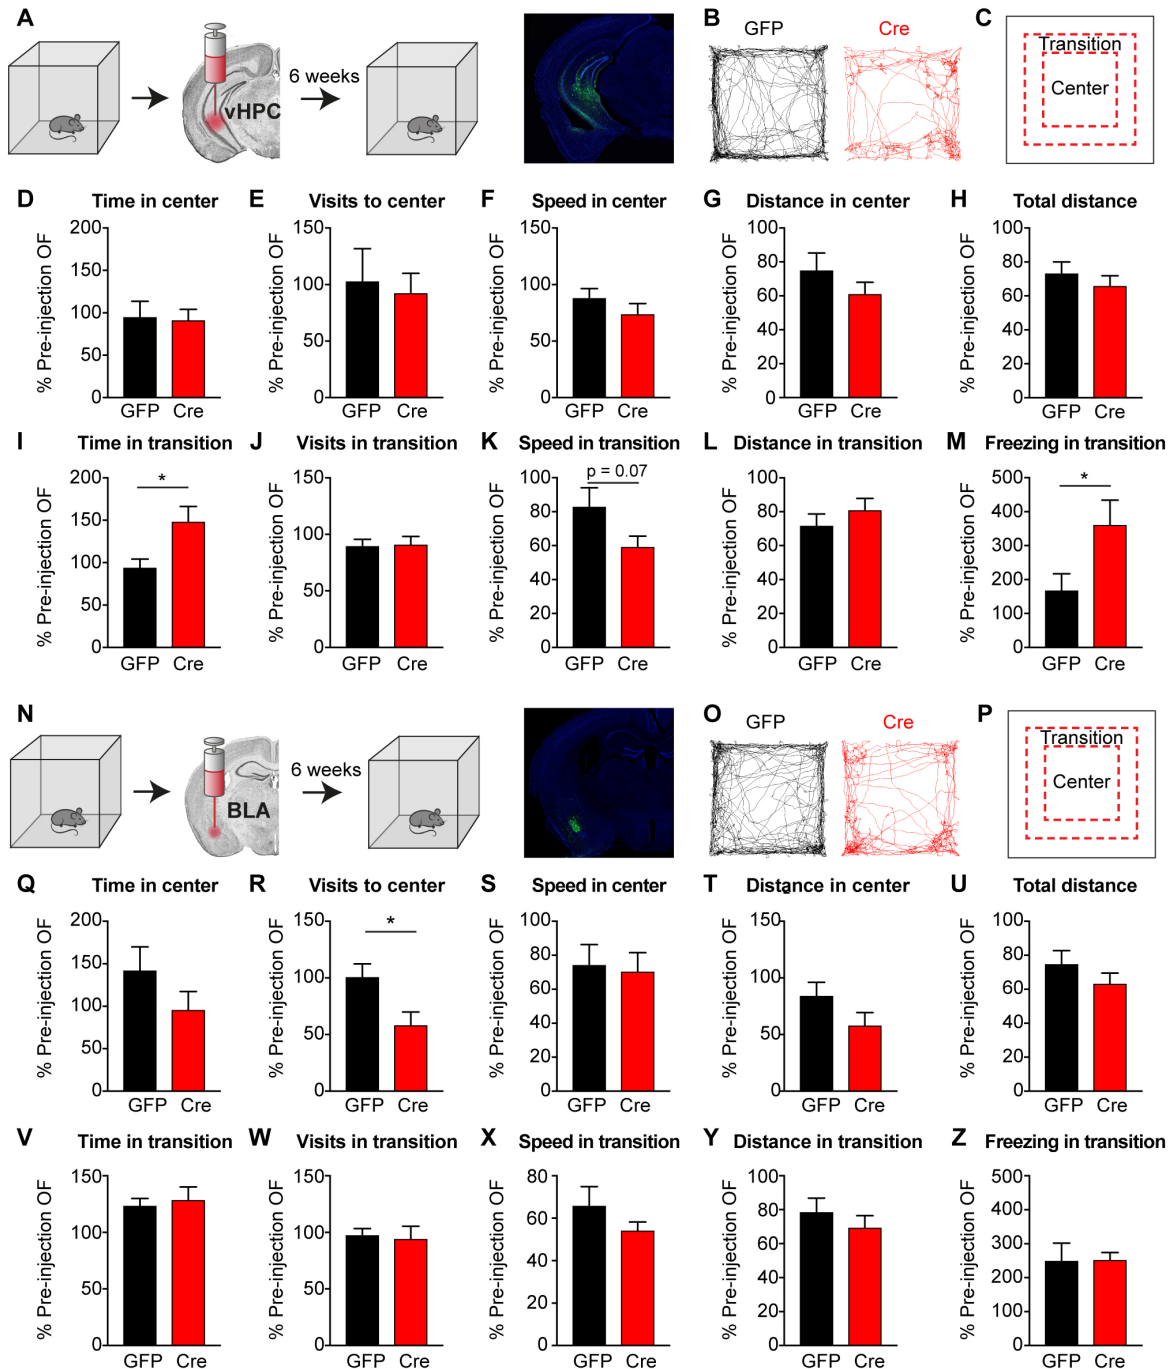 A
B
C
GFP
Cre
6 weeks
vHPC
Transition
Center
D
Time in center
E
Visits to center
F
Speed in center
G
Distance in center
H
Total distance
% Pre-injection OF
200
150
100
50
0
GFP Cre
% Pre-injection OF
150
100
50
0
GFP Cre
% Pre-injection OF
150
100
50
0
GFP Cre
% Pre-injection OF
100
80
60
40
20
0
GFP Cre
% Pre-injection OF
100
80
60
40
20
0
GFP Cre
I
Time in transition
J
Visits in transition
K
Speed in transition
L
Distance in transition
M
Freezing in transition
% Pre-injection OF
200
150
100
50
0
*
GFP Cre
% Pre-injection OF
150
100
50
0
GFP Cre
% Pre-injection OF
100
80
60
40
20
0
p = 0.07
GFP Cre
% Pre-injection OF
100
80
60
40
20
0
GFP Cre
% Pre-injection OF
500
400
300
200
100
0
*
GFP Cre
N
O
P
GFP
Cre
6 weeks
BLA
Transition
Center
Q
Time in center
R
Visits to center
S
Speed in center
T
Distance in center
U
Total distance
% Pre-injection OF
200
150
100
50
0
GFP Cre
% Pre-injection OF
150
100
50
0
*
GFP Cre
% Pre-injection OF
100
80
60
40
20
0
GFP Cre
% Pre-injection OF
150
100
50
0
GFP Cre
% Pre-injection OF
100
80
60
40
20
0
GFP Cre
V
Time in transition
W
Visits in transition
X
Speed in transition
Y
Distance in transition
Z
Freezing in transition
% Pre-injection OF
150
100
50
0
GFP Cre
% Pre-injection OF
150
100
50
0
GFP Cre
% Pre-injection OF
80
60
40
20
0
GFP Cre
% Pre-injection OF
100
80
60
40
20
0
GFP Cre
% Pre-injection OF
500
400
300
200
100
0
GFP Cre